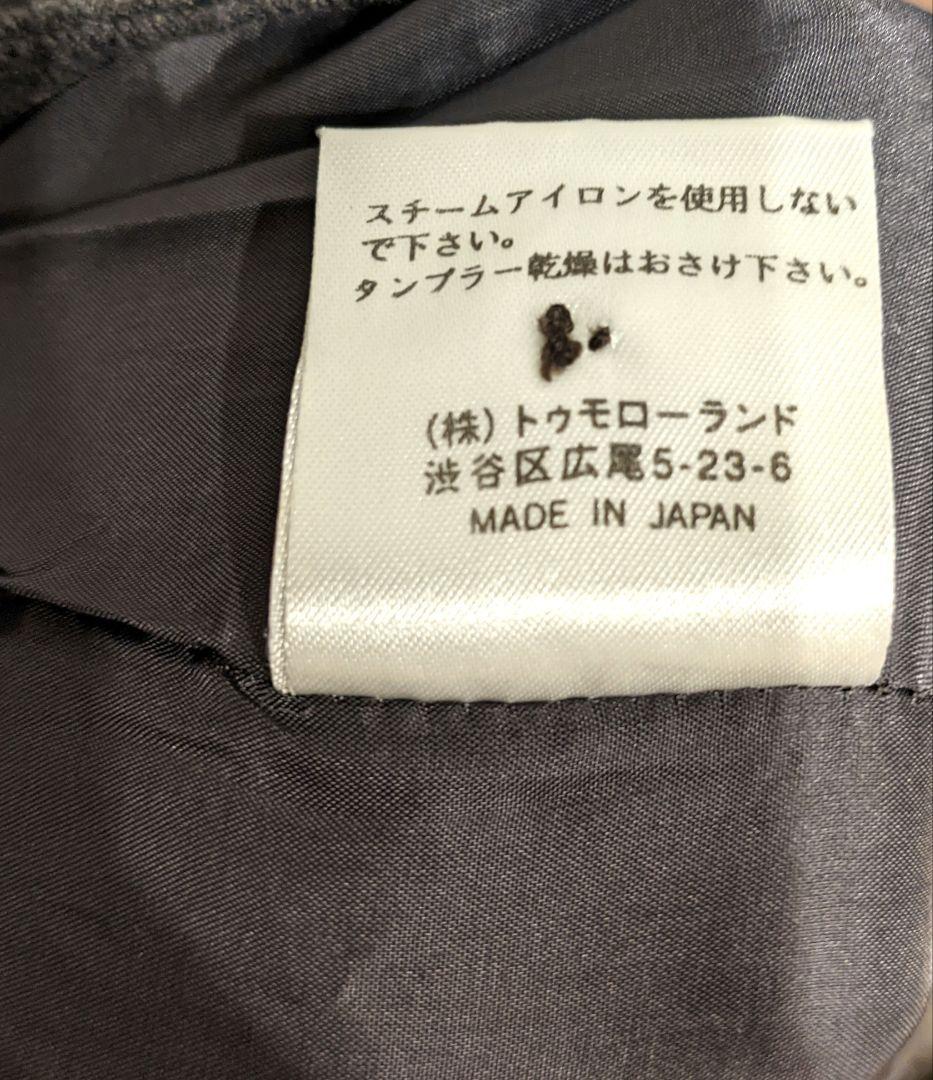 スチームアイロンを使用しない
で下さい。
タンプラー乾燥はおさけ下さい。
(株)トゥモローランド
渋谷区広尾5-23-6
MADE IN JAPAN